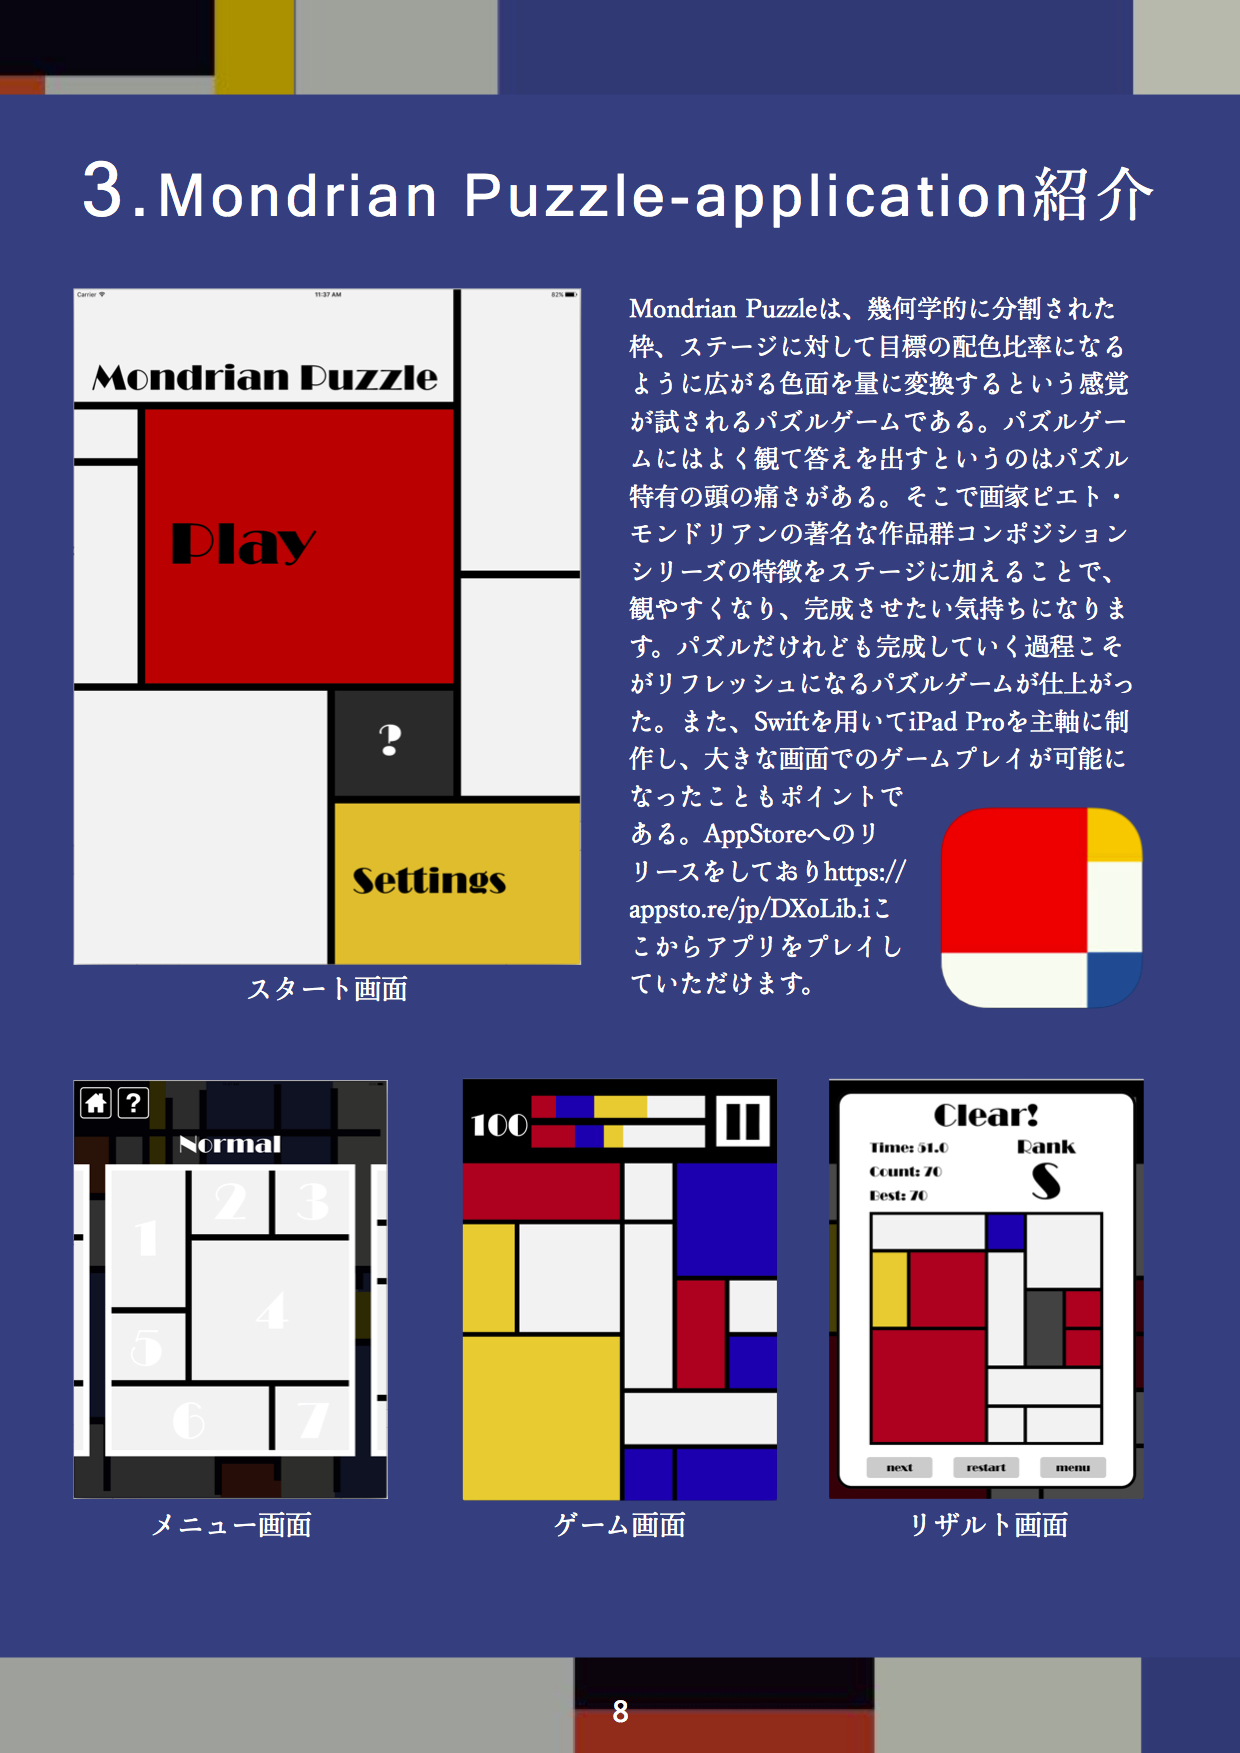 3.Mondrian Puzzle-application紹介
Carrier
11:37 AM
82%
Mondrian Puzzle
Play
?
Settings
スタート画面
Mondrian Puzzleは、幾何学的に分割された
枠、ステージに対して目標の配色比率になる
ように広がる色面を量に変換するという感覚
が試されるパズルゲームである。パズルゲー
ムにはよく観て答えを出すというのはパズル
特有の頭の痛さがある。そこで画家ピエト・
モンドリアンの著名な作品群コンポジション
シリーズの特徴をステージに加えることで、
観やすくなり、完成させたい気持ちになりま
す。パズルだけれども完成していく過程こそ
がリフレッシュになるパズルゲームが仕上がっ
た。また、Swiftを用いてiPad Proを主軸に制
作し、大きな画面でのゲームプレイが可能に
なったこともポイントで
ある。AppStoreへのリ
リースをしておりhttps://
appsto.re/jp/DXoLib.iこ
こからアプリをプレイし
ていただけます。
?
Normal
1
2
3
4
5
6
7
メニュー画面
100
ゲーム画面
Clear!
Time: 51.0
Rank
Count: 70
S
Best: 70
next
restart
menu
リザルト画面
8